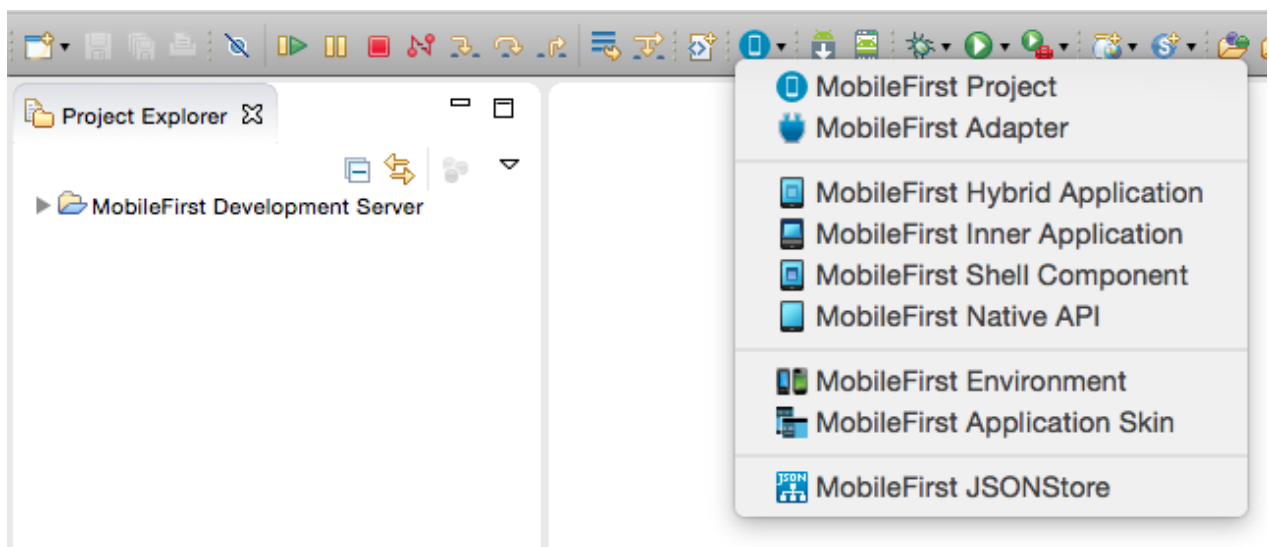 Project Explorer
MobileFirst Development Server
MobileFirst Project
MobileFirst Adapter
MobileFirst Hybrid Application
MobileFirst Inner Application
MobileFirst Shell Component
MobileFirst Native API
MobileFirst Environment
MobileFirst Application Skin
JSON
MobileFirst JSONStore